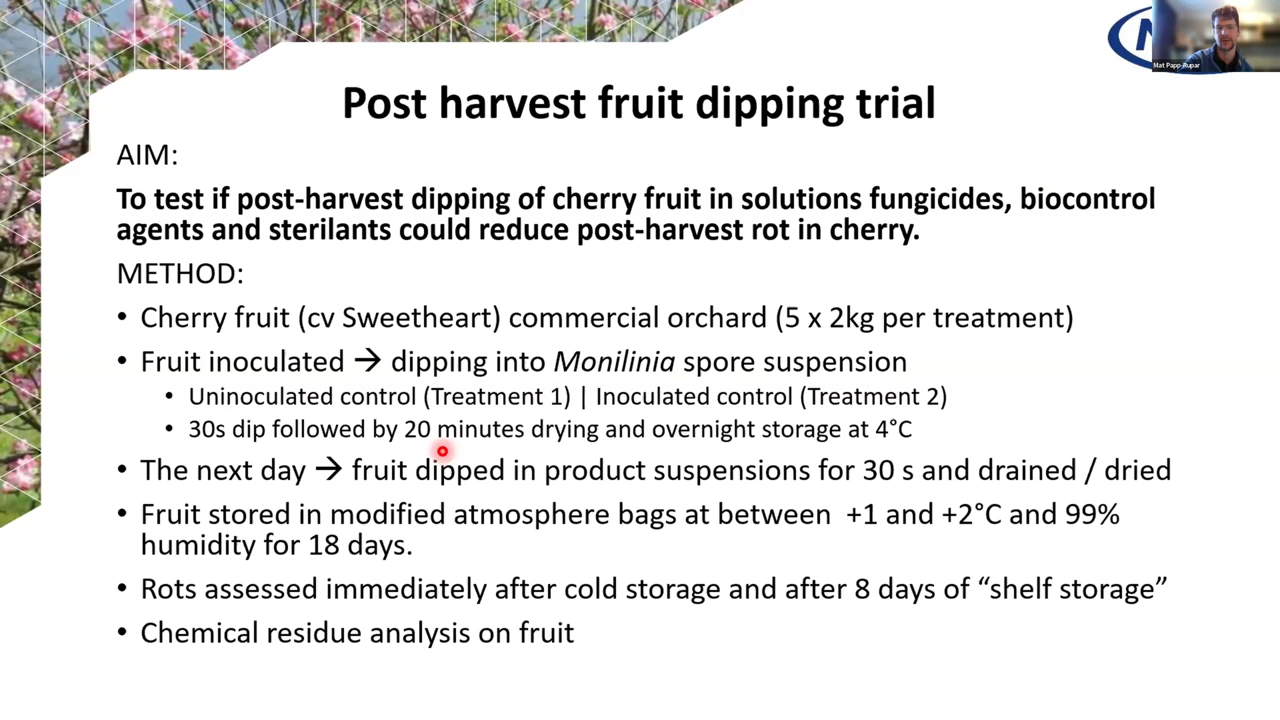 Mat Papp-Rupar
Post harvest fruit dipping trial
AIM:
To test if post-harvest dipping of cherry fruit in solutions fungicides, biocontrol
agents and sterilants could reduce post-harvest rot in cherry.
METHOD:
• Cherry fruit (cv Sweetheart) commercial orchard (5 x 2kg per treatment)
• Fruit inoculated → dipping into Monilinia spore suspension
• Uninoculated control (Treatment 1) | Inoculated control (Treatment 2)
• 30s dip followed by 20 minutes drying and overnight storage at 4°C
• The next day → fruit dipped in product suspensions for 30 s and drained / dried
• Fruit stored in modified atmosphere bags at between +1 and +2°C and 99%
humidity for 18 days.
• Rots assessed immediately after cold storage and after 8 days of “shelf storage”
• Chemical residue analysis on fruit